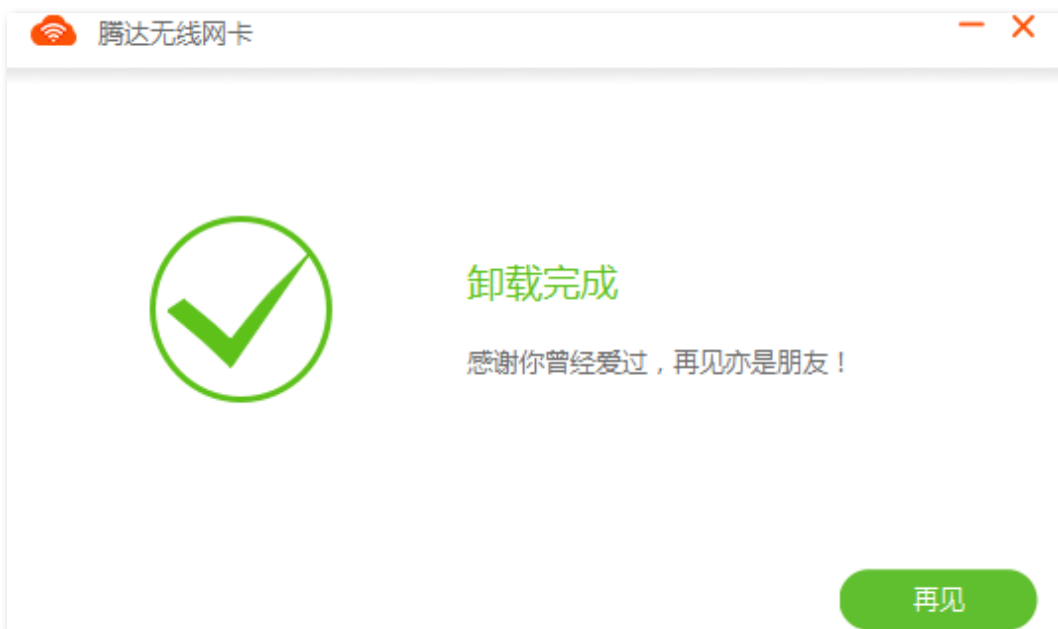 腾达无线网卡
卸载完成
感谢你曾经爱过，再见亦是朋友！
再见